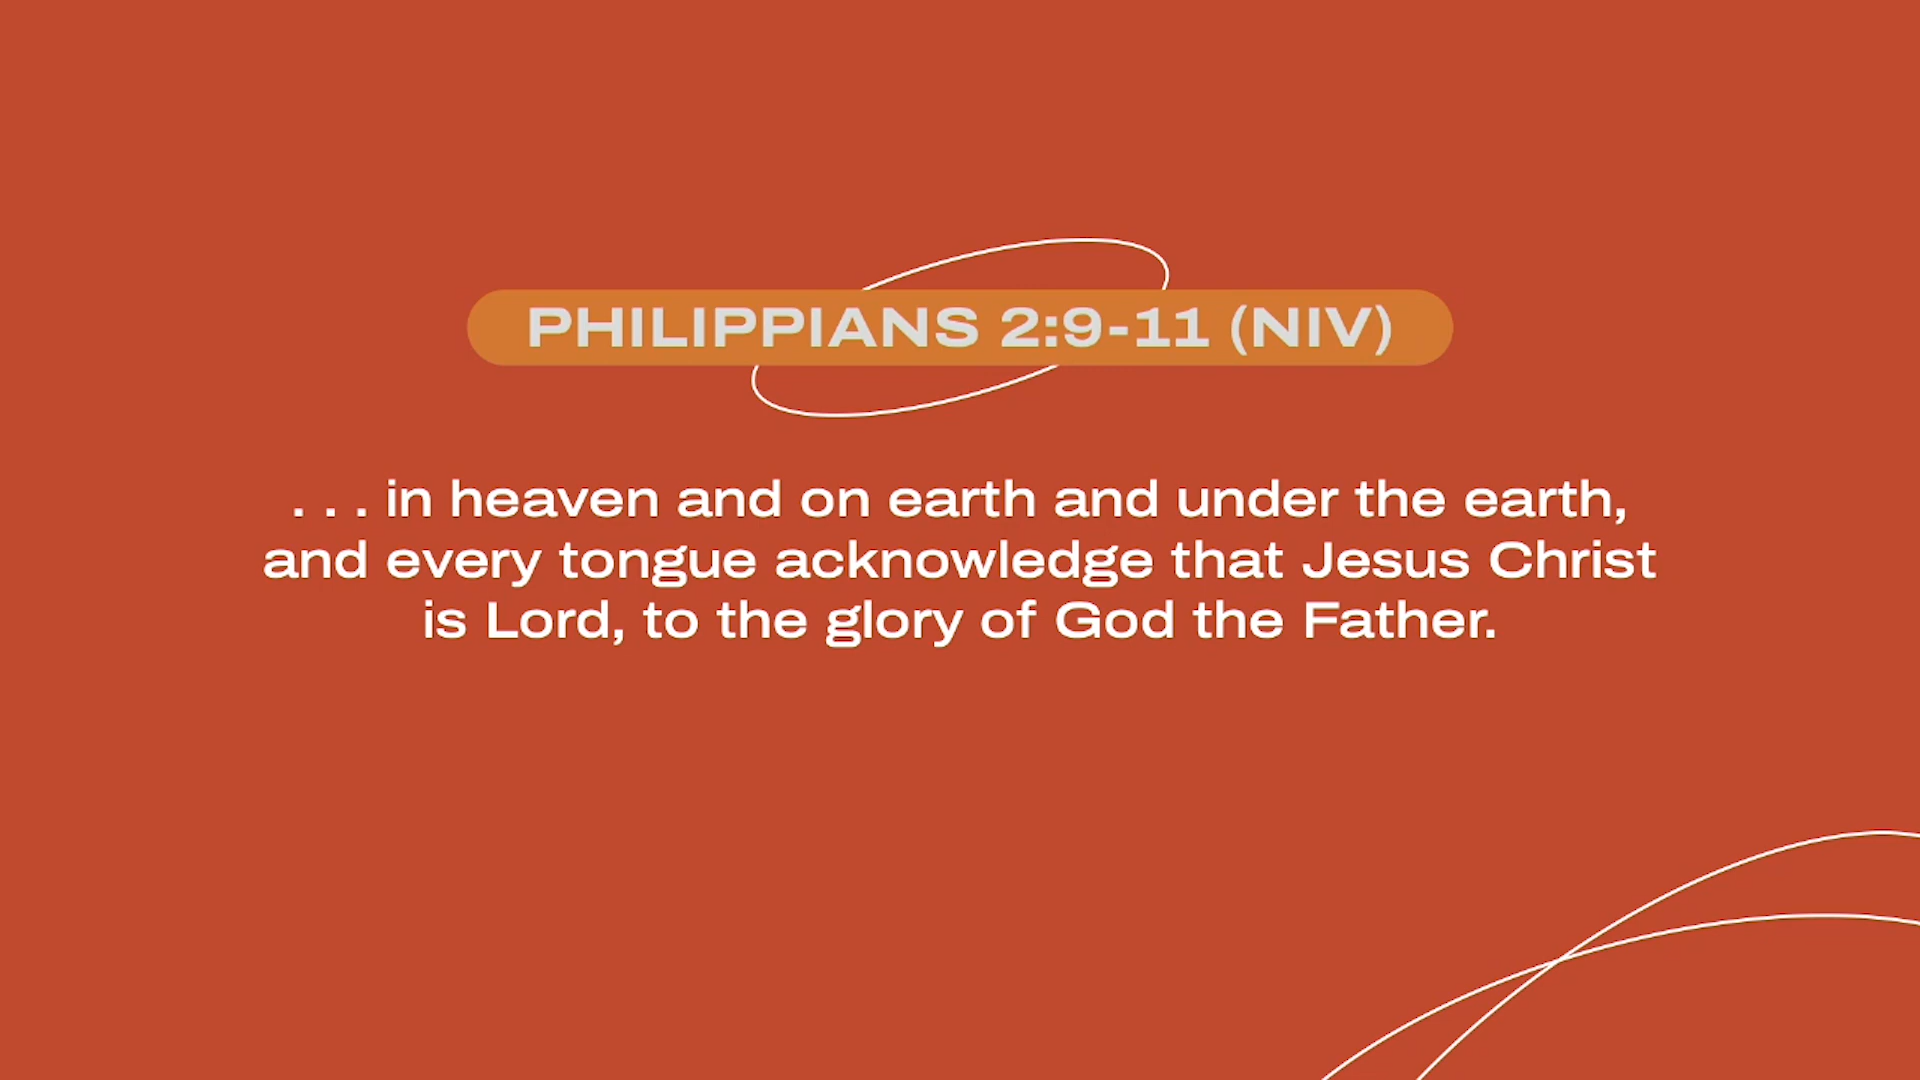 PHILIPPIANS 2:9-11 (NIV)
. . . in heaven and on earth and under the earth,
and every tongue acknowledge that Jesus Christ
is Lord, to the glory of God the Father.